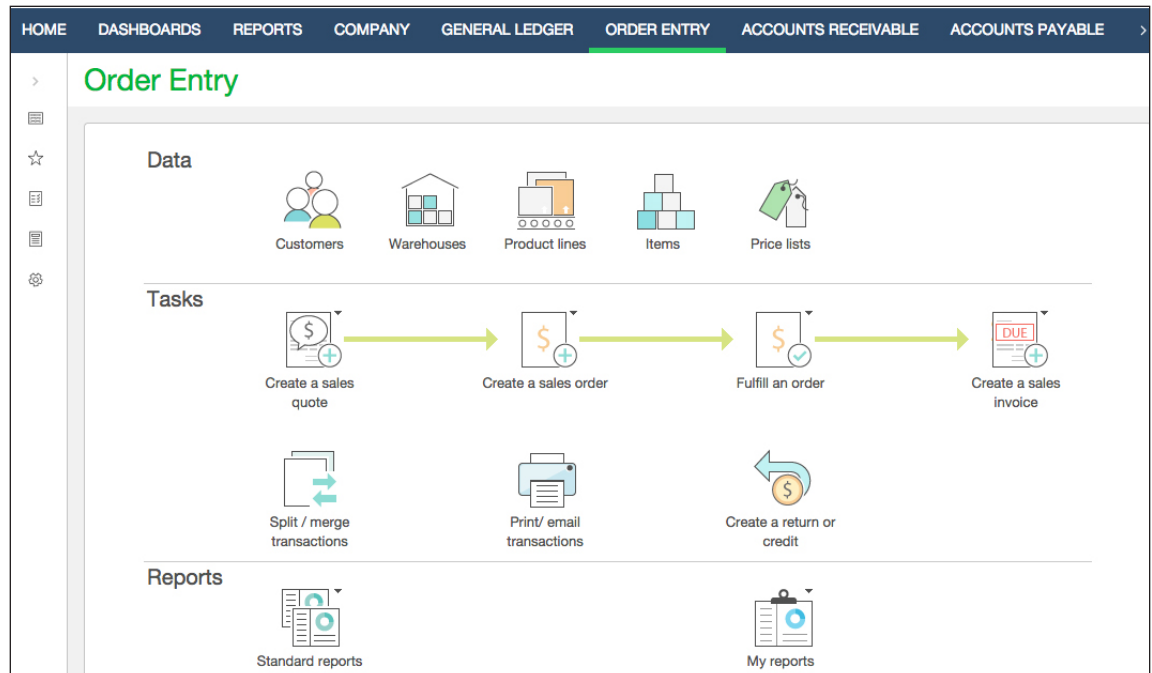 HOME DASHBOARDS REPORTS COMPANY GENERAL LEDGER ORDER ENTRY ACCOUNTS RECEIVABLE ACCOUNTS PAYABLE
Order Entry
Data
Customers Warehouses Product lines Items Price lists
Tasks
$ $ $ DUE
Create a sales quote
Create a sales order
Fulfill an order
Create a sales invoice
$
Split / merge transactions
Print/ email transactions
Create a return or credit
Reports
Standard reports My reports